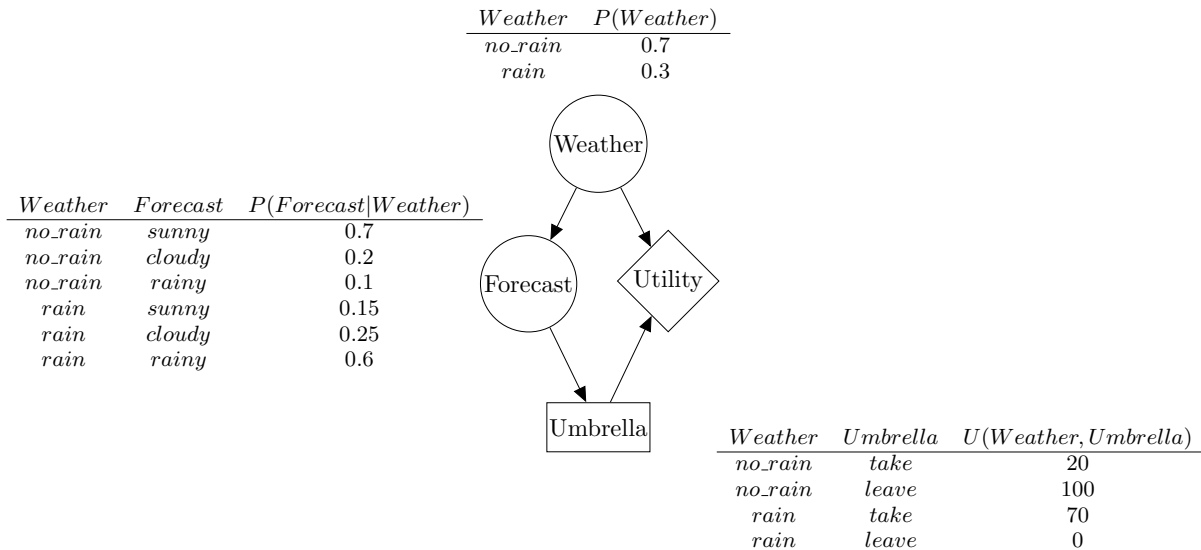 Weather P(Weather)
no_rain 0.7
rain 0.3
Weather
Weather Forecast P(Forecast|Weather)
no_rain sunny 0.7
no_rain cloudy 0.2
no_rain rainy 0.1
rain sunny 0.15
rain cloudy 0.25
rain rainy 0.6
Forecast
Utility
Umbrella
Weather Umbrella U(Weather, Umbrella)
no_rain take 20
no_rain leave 100
rain take 70
rain leave 0